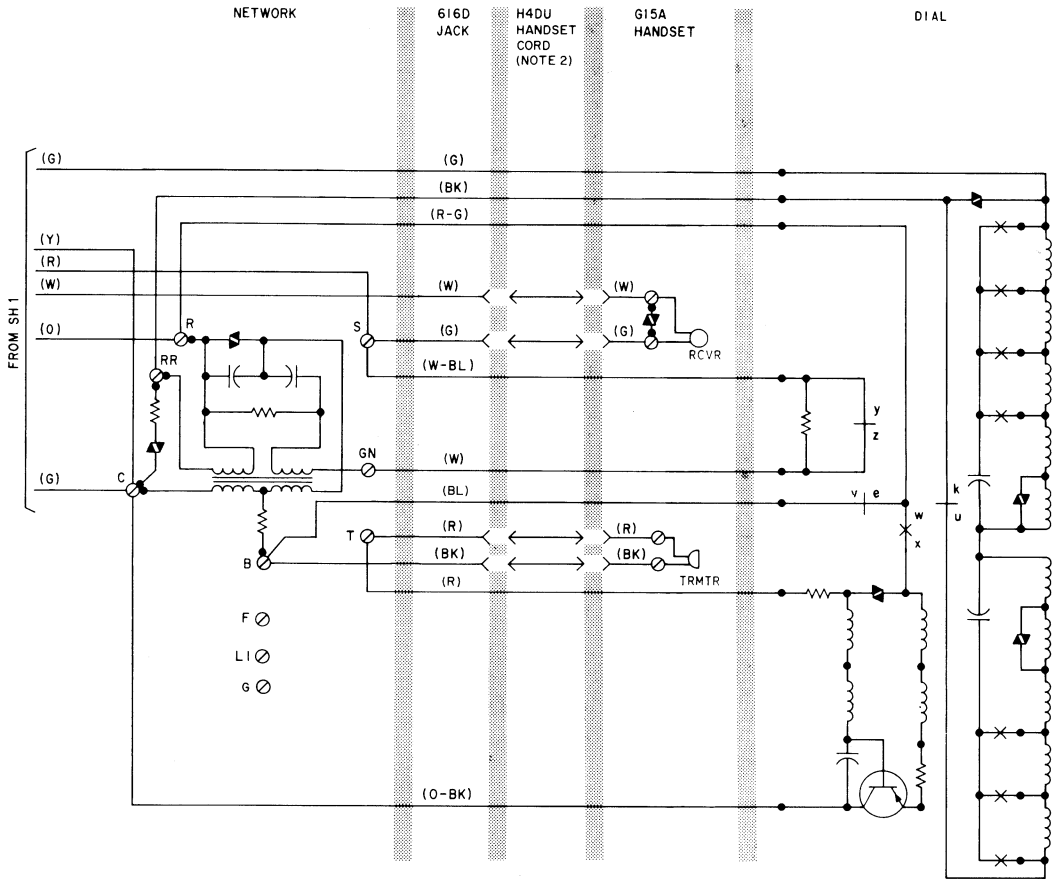 NETWORK
616D
JACK
H4DU
HANDSET
CORD
(NOTE 2)
G15A
HANDSET
DIAL
FROM SH1
(G)
(G)
(BK)
(R-G)
(Y)
(R)
(W)
(W)
(W)
(O)
R
S
(G)
(G)
RCVR
RR
(W-BL)
y
z
GN
(W)
C
(G)
(BL)
v
e
k
u
w
x
T
(R)
(R)
B
(BK)
(BK)
TRMTR
(R)
F
L1
G
(O-BK)